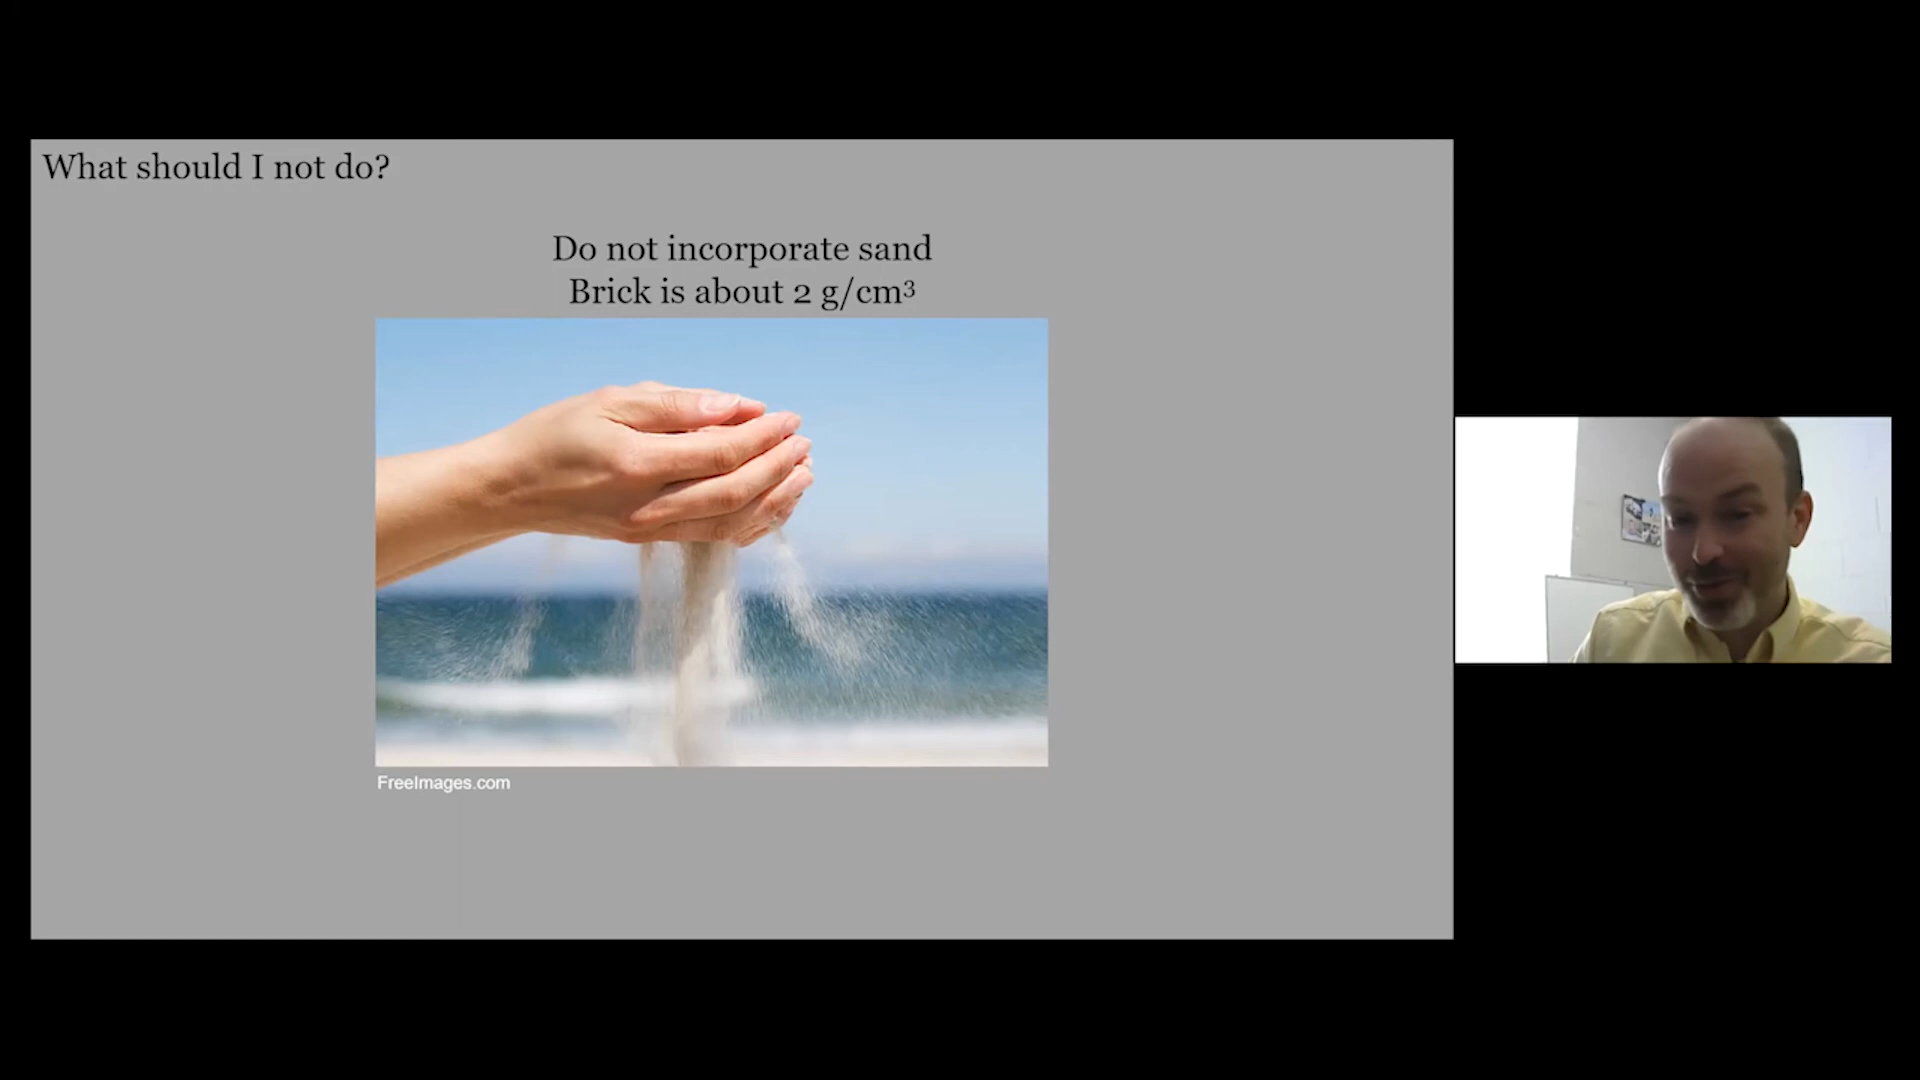 What should I not do?
Do not incorporate sand
Brick is about 2 g/cm³
FreeImages.com